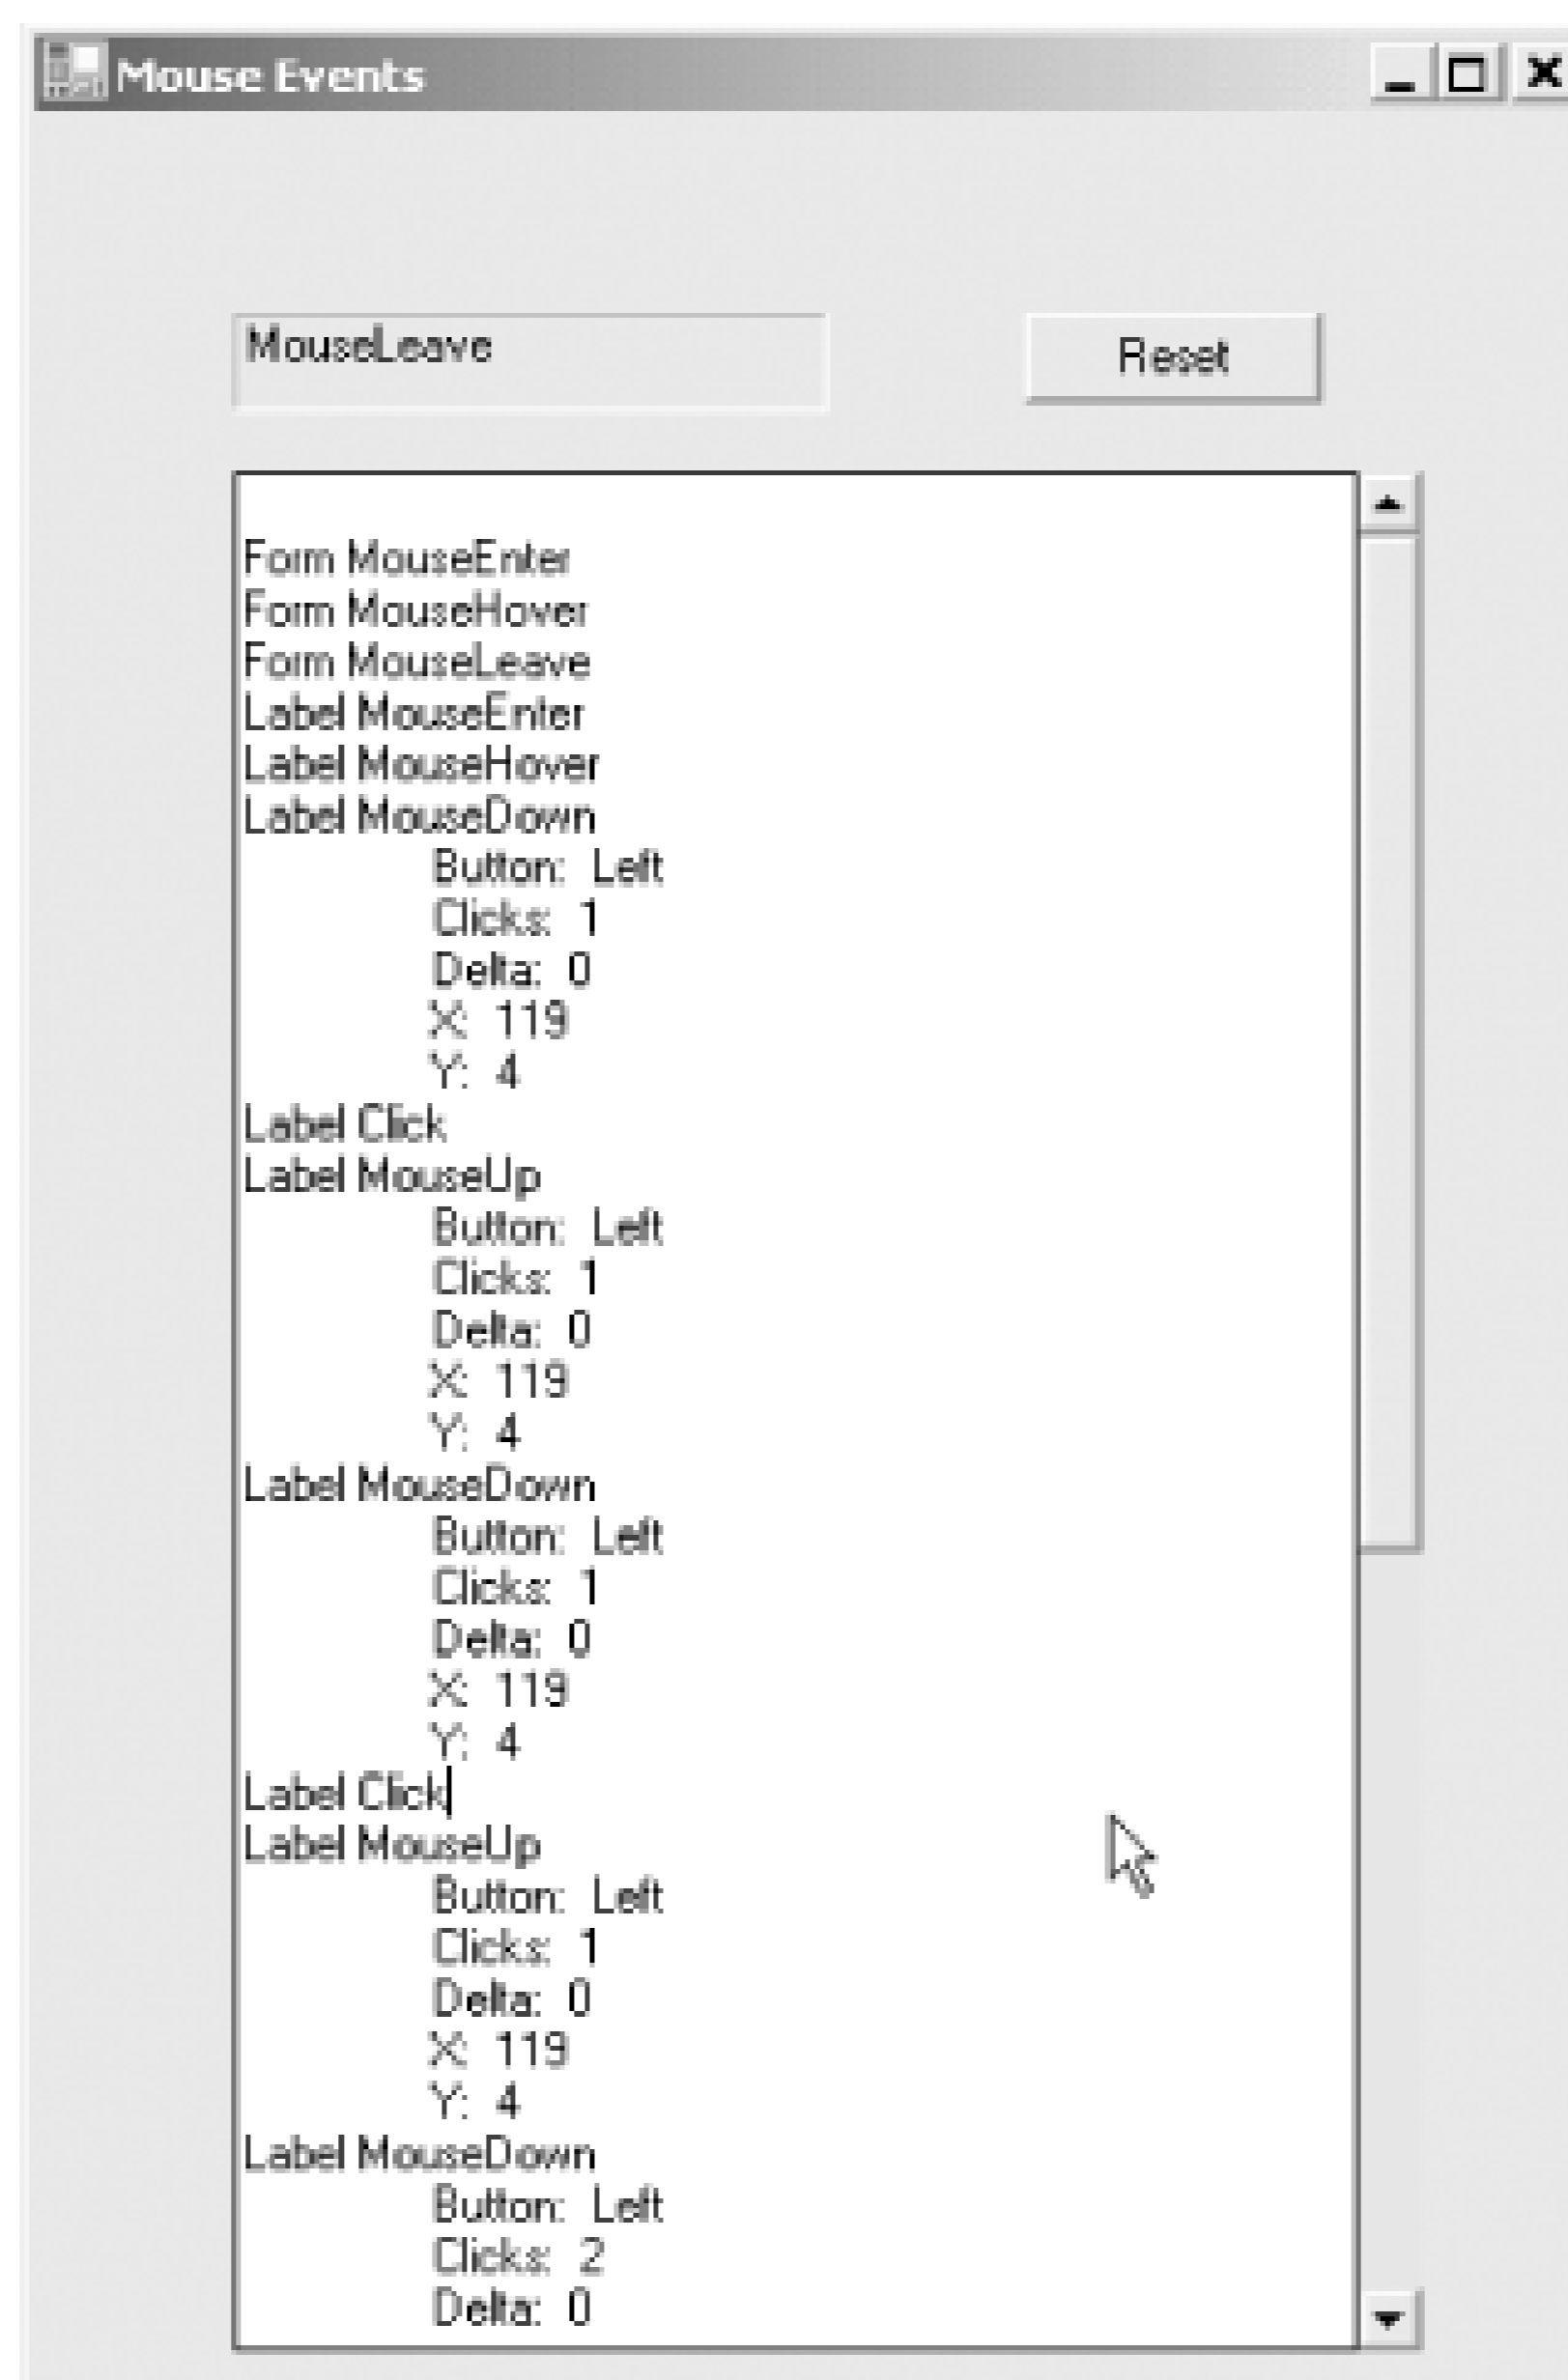 Mouse Events
MouseLeave
Reset
Form MouseEnter
Form MouseHover
Form MouseLeave
Label MouseEnter
Label MouseHover
Label MouseDown
Button: Left
Clicks: 1
Delta: 0
X: 119
Y: 4
Label Click
Label MouseUp
Button: Left
Clicks: 1
Delta: 0
X: 119
Y: 4
Label MouseDown
Button: Left
Clicks: 1
Delta: 0
X: 119
Y: 4
Label Click
Label MouseUp
Button: Left
Clicks: 1
Delta: 0
X: 119
Y: 4
Label MouseDown
Button: Left
Clicks: 2
Delta: 0